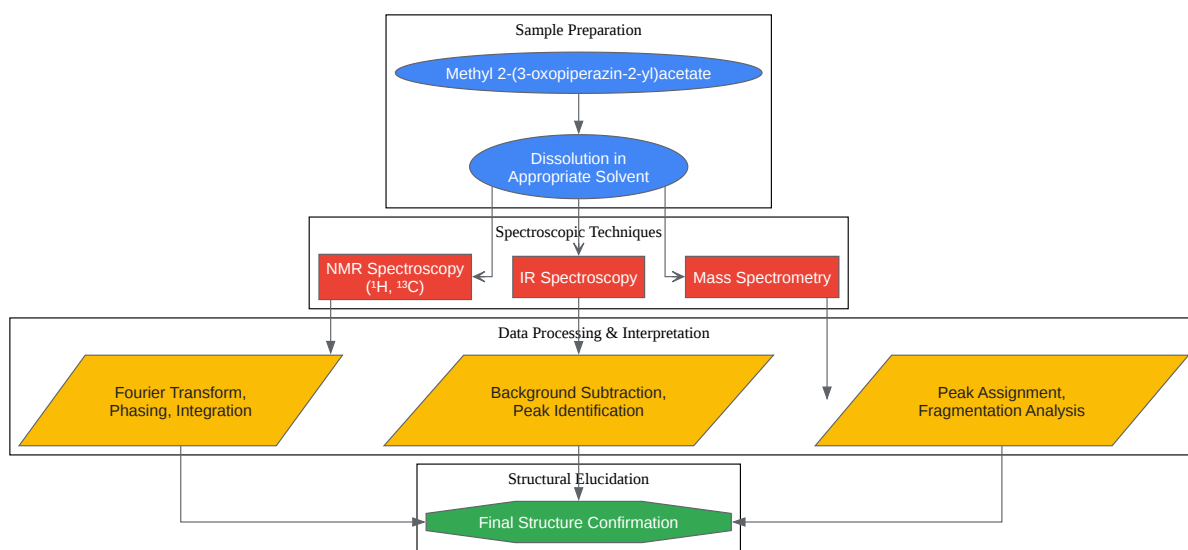 Sample Preparation
Methyl 2-(3-oxopiperazin-2-yl)acetate
Dissolution in
Appropriate Solvent
Spectroscopic Techniques
NMR Spectroscopy
(¹H, ¹³C)
IR Spectroscopy
Mass Spectrometry
Data Processing & Interpretation
Fourier Transform,
Phasing, Integration
Background Subtraction,
Peak Identification
Peak Assignment,
Fragmentation Analysis
Structural Elucidation
Final Structure Confirmation